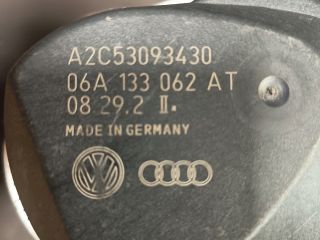 A2C53093430
06A 133 062 AT
08 29.2 II.
MADE IN GERMANY